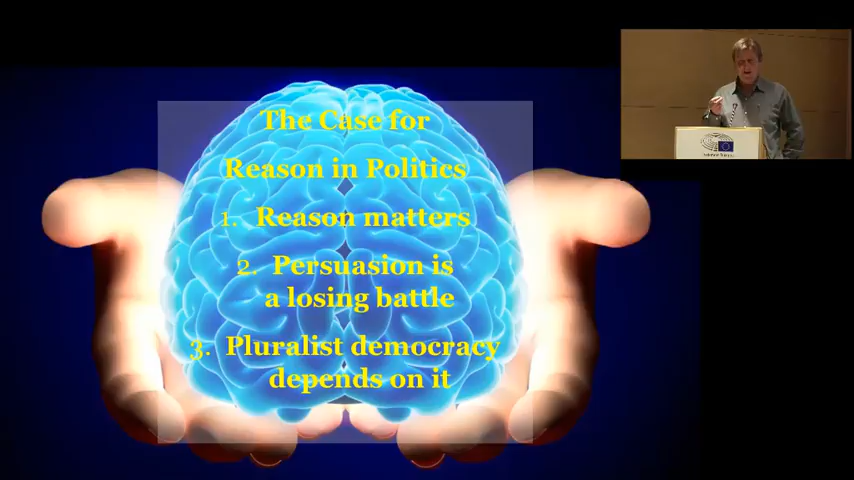 The Case for
Reason in Politics
1. Reason matters
2. Persuasion is
a losing battle
3. Pluralist democracy
depends on it